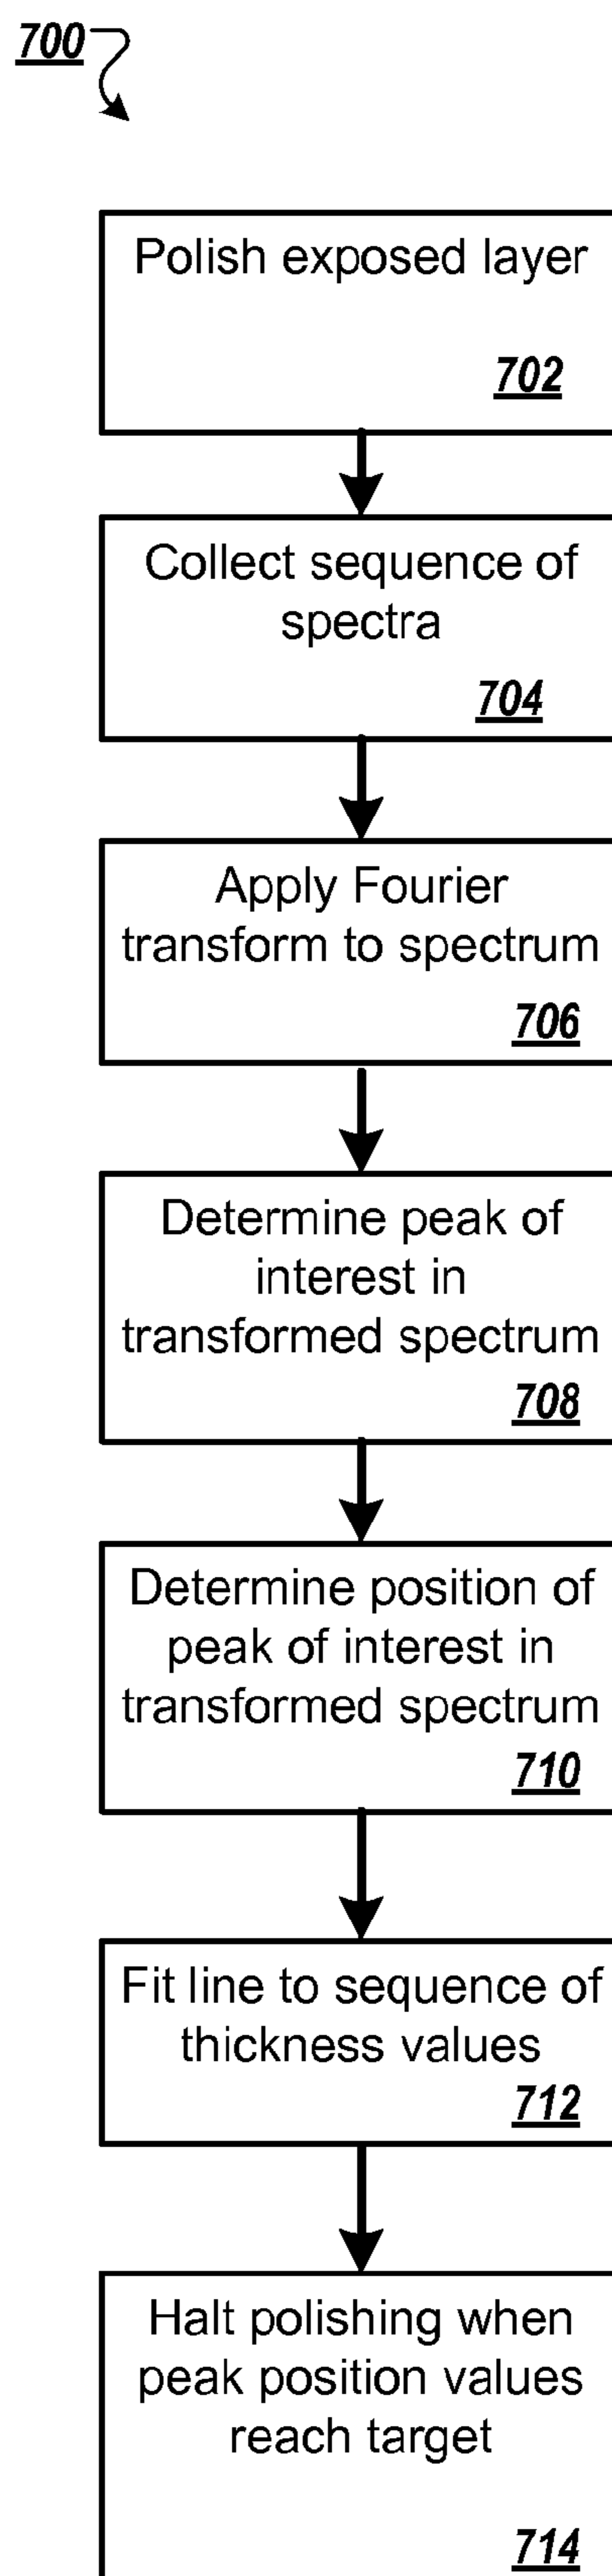 700
Polish exposed layer
702
Collect sequence of
spectra
704
Apply Fourier
transform to spectrum
706
Determine peak of
interest in
transformed spectrum
708
Determine position of
peak of interest in
transformed spectrum
710
Fit line to sequence of
thickness values
712
Halt polishing when
peak position values
reach target
714